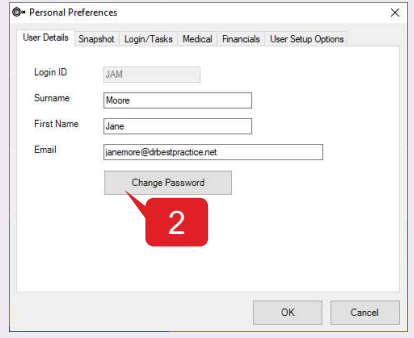 Personal Preferences
User Details Snapshot Login/Tasks Medical Financials User Setup Options
Login ID JAM
Surname Moore
First Name Jane
Email janemore@drbestpractice.net
Change Password
2
OK Cancel